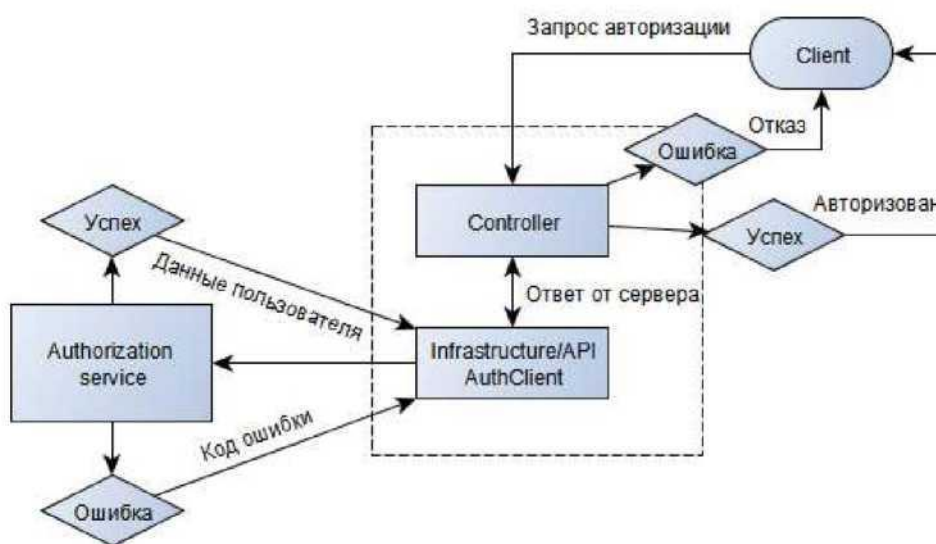 Запрос авторизации
Client
Отказ
Ошибка
Успех
Controller
Авторизован
Успех
Данные пользователя
Ответ от сервера
Authorization
service
Infrastructure/API
AuthClient
Код ошибки
Ошибка